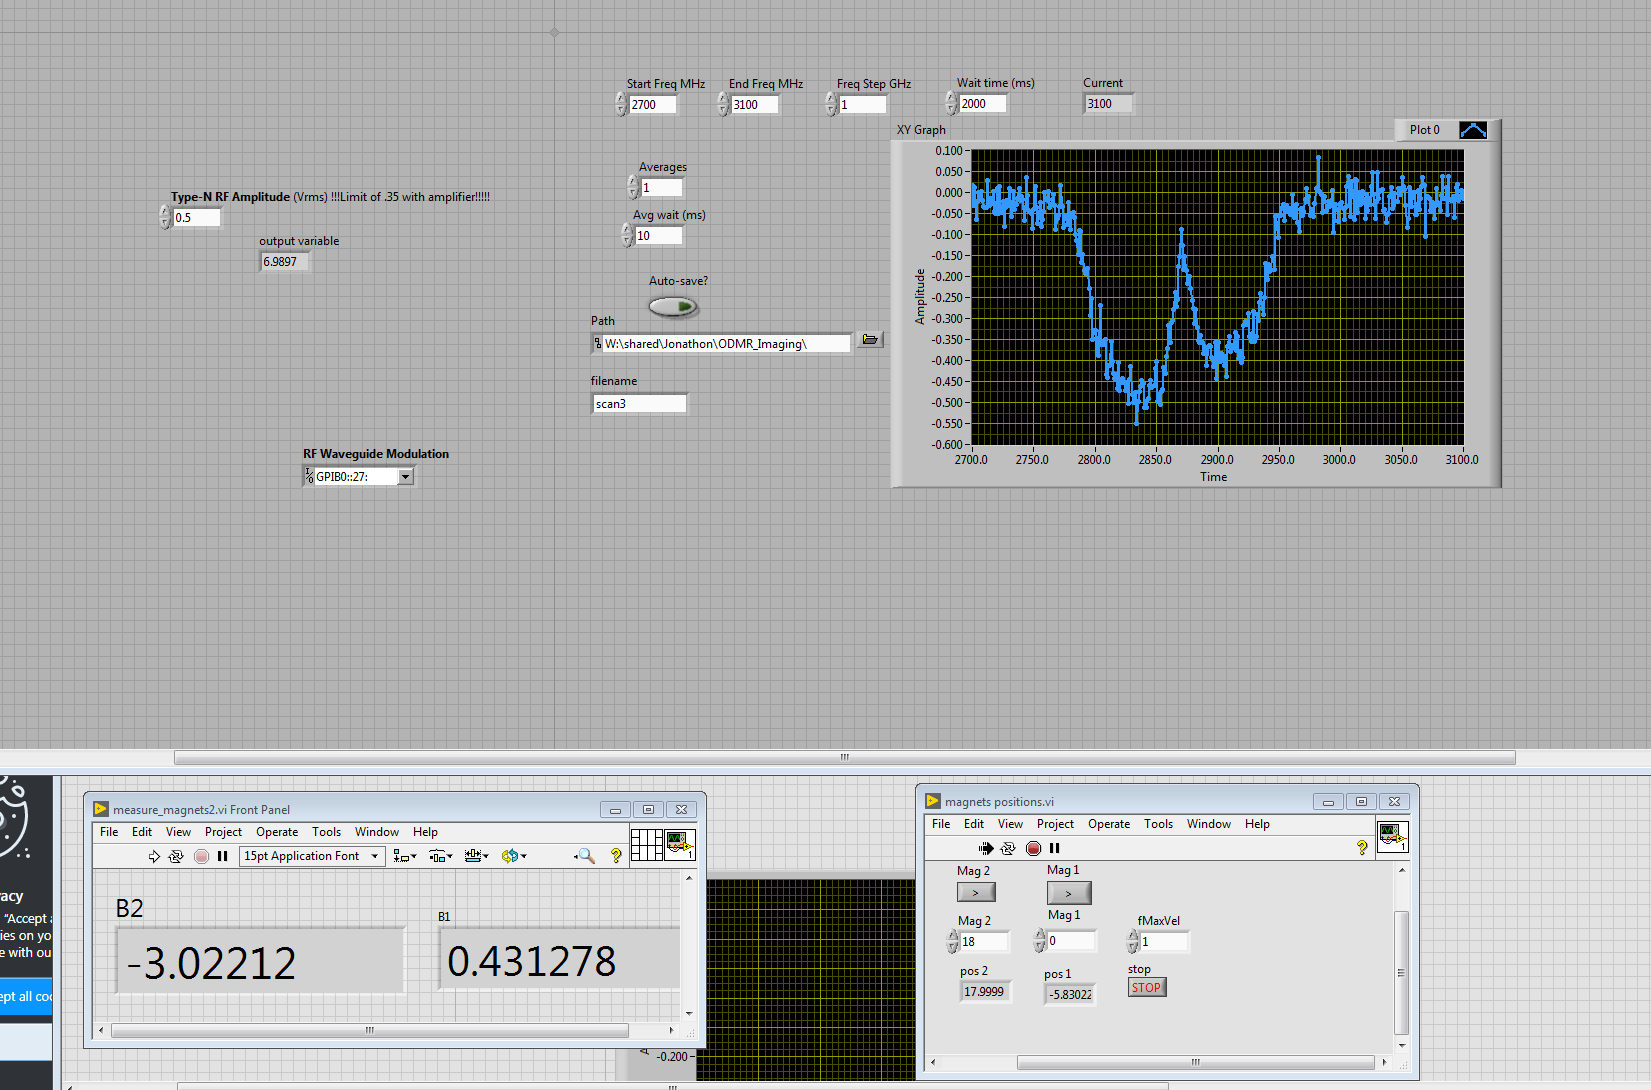 Start Freq MHz End Freq MHz Freq Step GHz Wait time (ms) Current
2700 3100 1 2000 3100
XY Graph Plot 0
Averages
1
Avg wait (ms)
10
Type-N RF Amplitude (Vrms) !!!Limit of .35 with amplifier!!!!!
0.5
output variable
6.9897
Auto-save?
Path
W:\shared\Jonathon\ODMR_Imaging\
filename
scan3
RF Waveguide Modulation
GPIB0::27:
Amplitude
0.100
0.050
0.000
-0.050
-0.100
-0.150
-0.200
-0.250
-0.300
-0.350
-0.400
-0.450
-0.500
-0.550
-0.600
2700.0 2750.0 2800.0 2850.0 2900.0 2950.0 3000.0 3050.0 3100.0
Time
acy
"Accept a
ies on yo
e with ou
ept all coo
measure_magnets2.vi Front Panel
File Edit View Project Operate Tools Window Help
15pt Application Font
1
B2 B1
-3.02212 0.431278
-0.200
magnets positions.vi
File Edit View Project Operate Tools Window Help
1
Mag 2 Mag 1
> >
Mag 2 Mag 1 fMaxVel
18 0 1
pos 2 pos 1 stop
17.9999 -5.83022 STOP